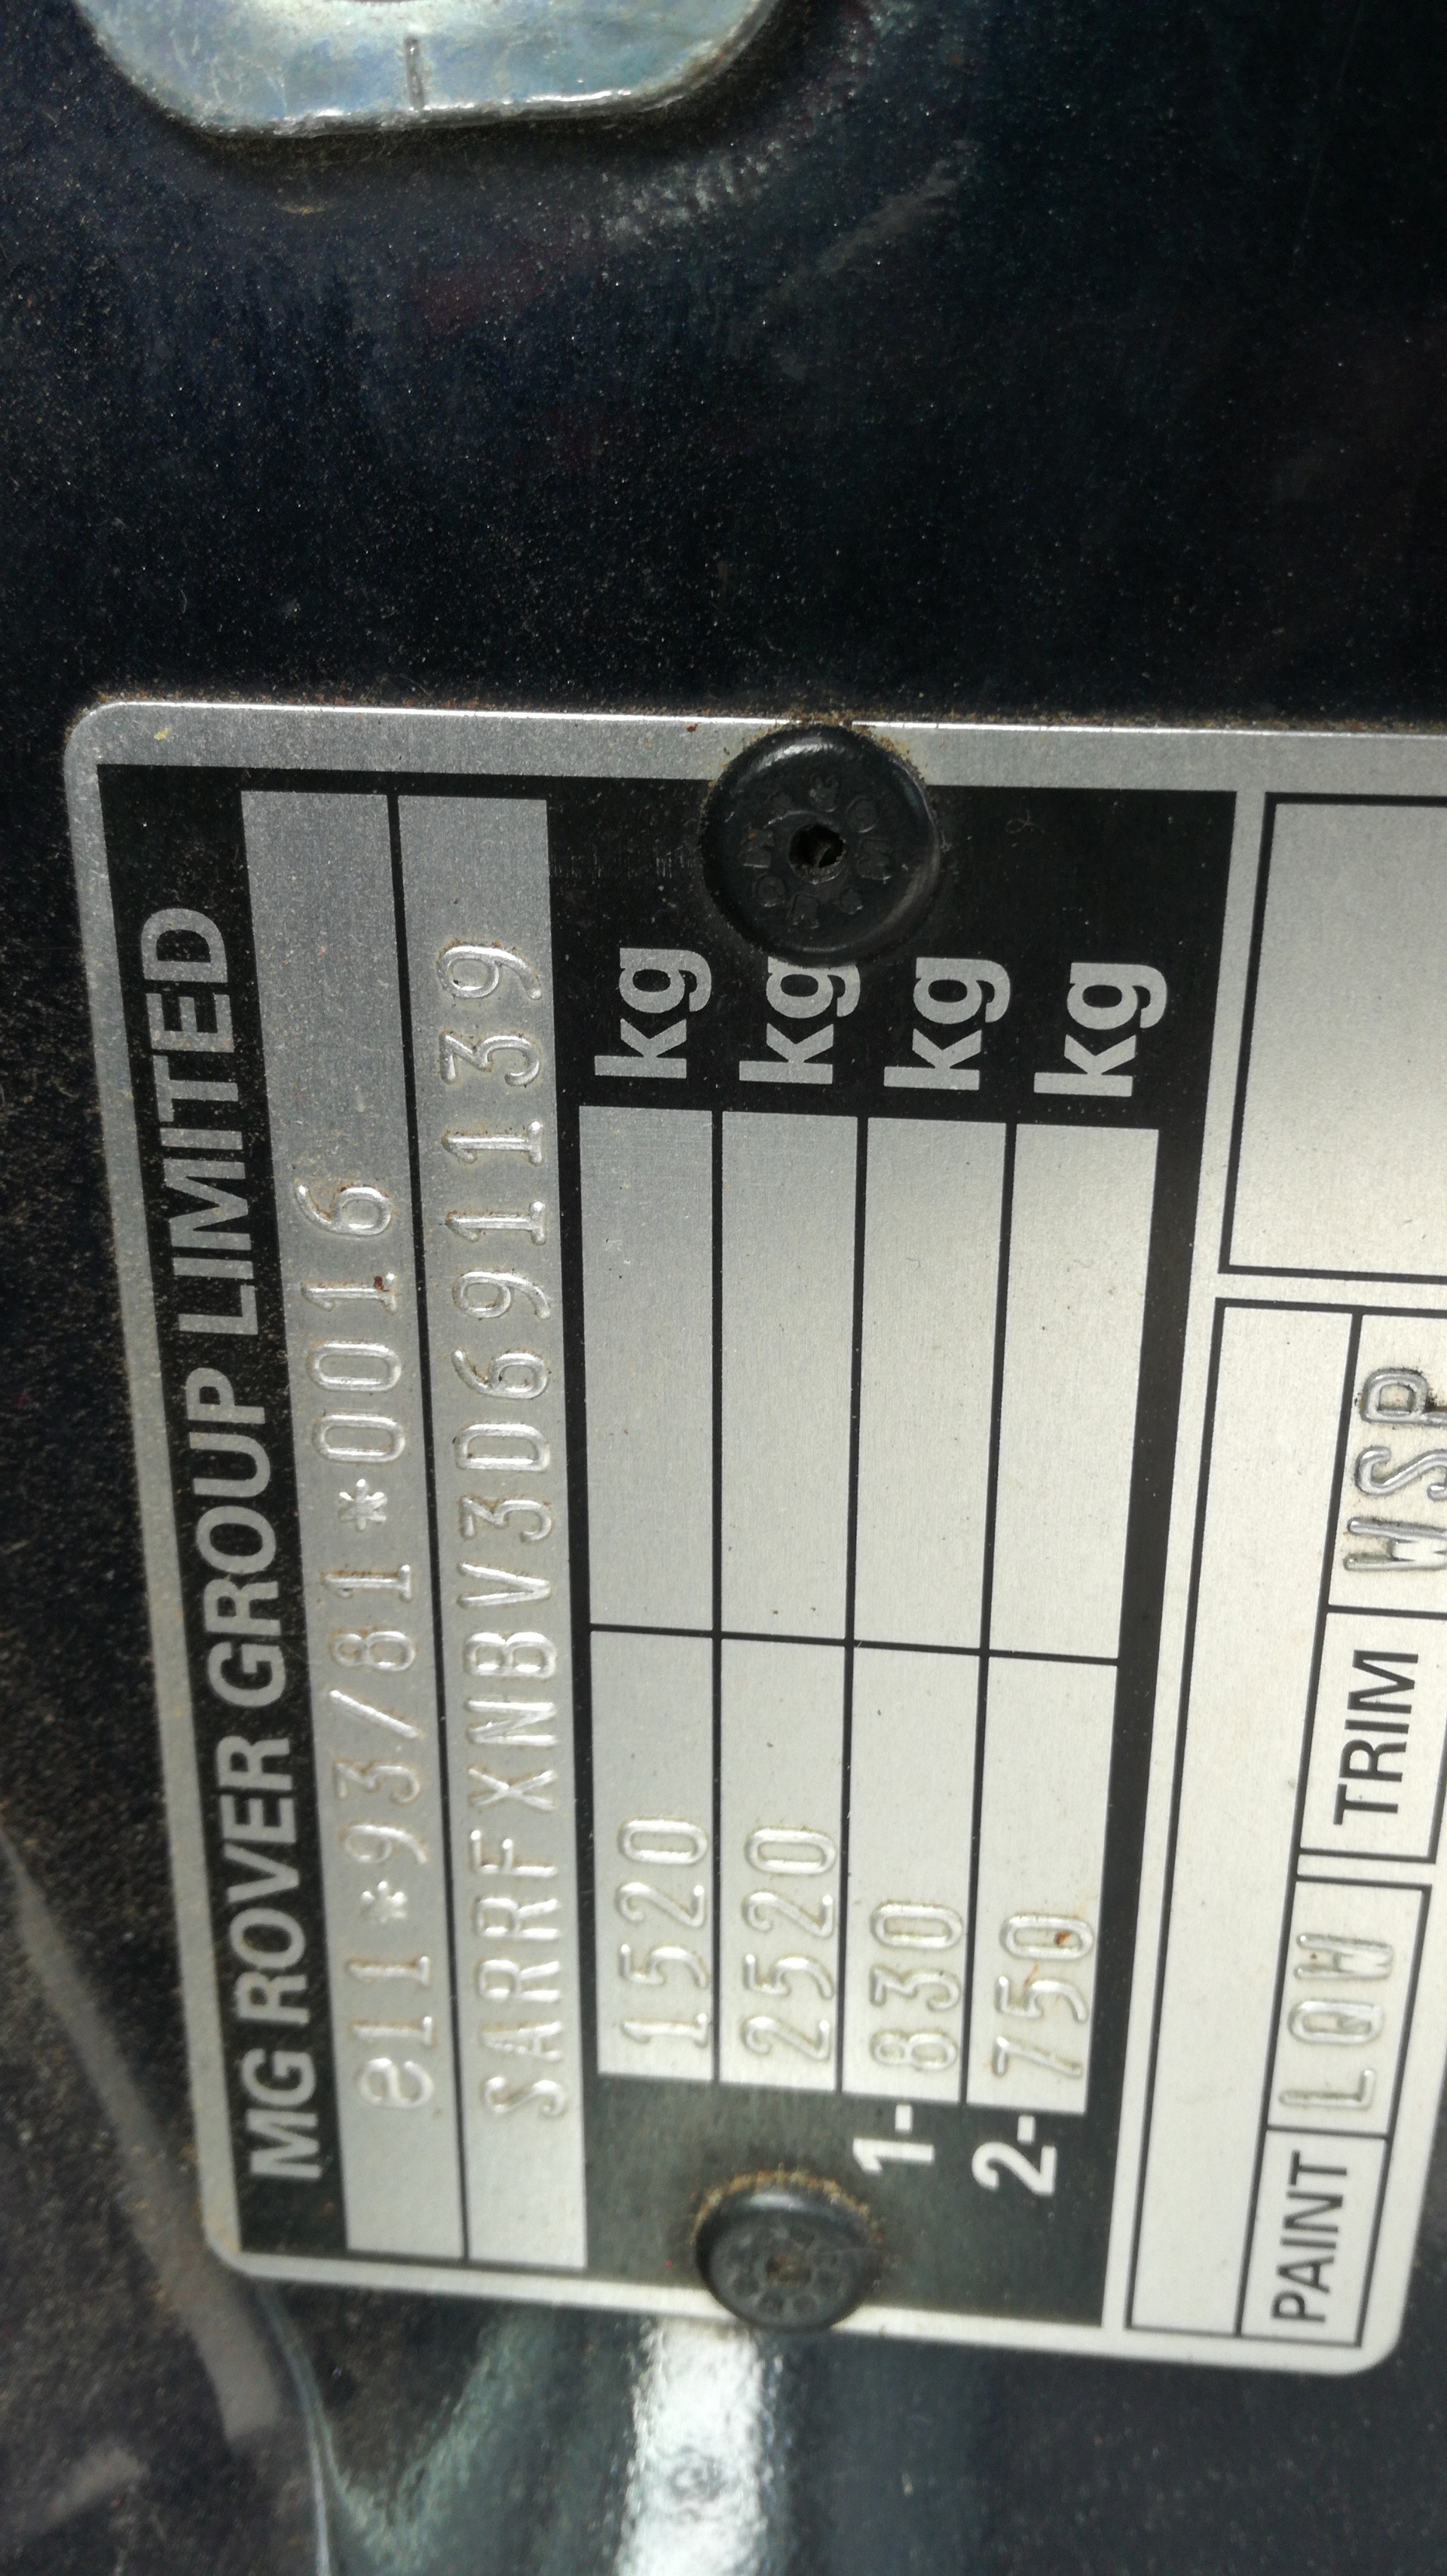 MG ROVER GROUP LIMITED
e11*93/81*0016
SARRFXNBV3D691139
1520 kg
2520 kg
1- 830 kg
2- 750 kg
PAINT LQW TRIM WSP